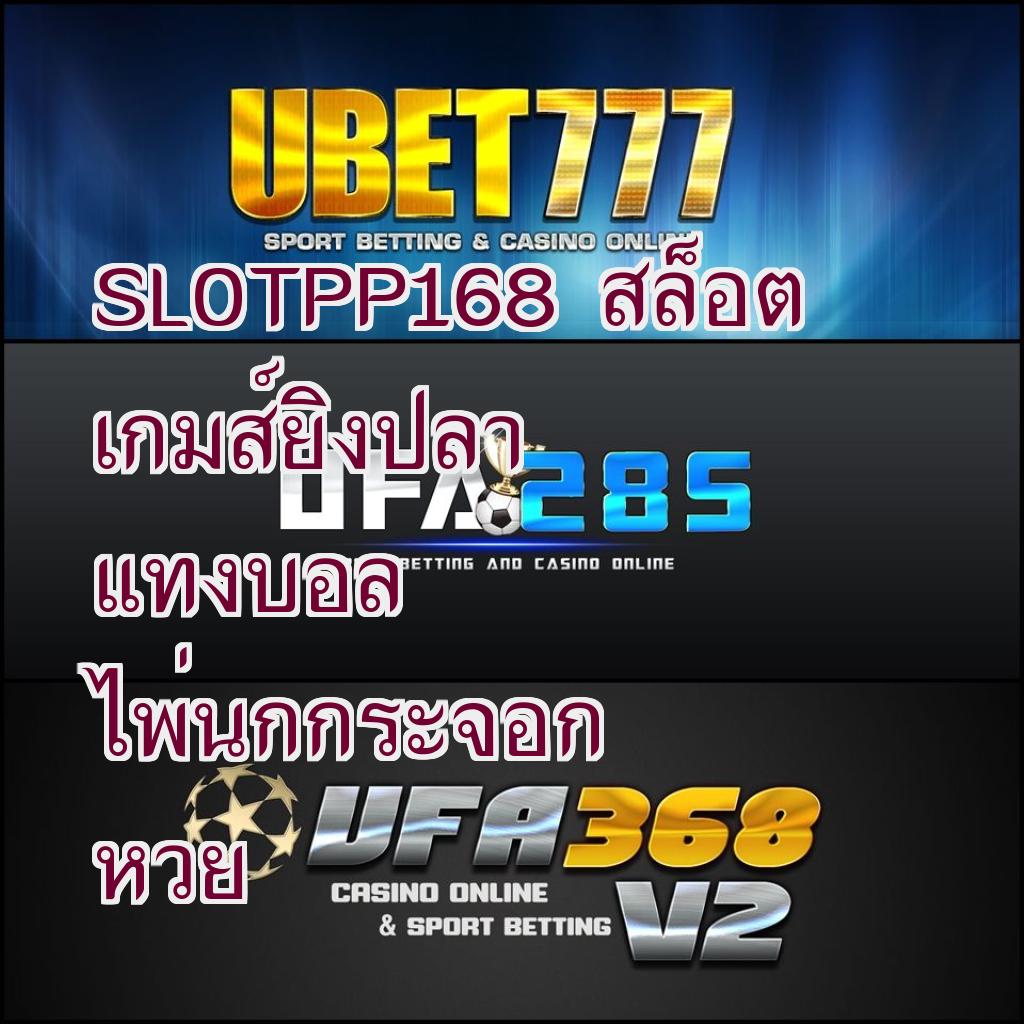 UBET777
SPORT BETTING & CASINO ONLINE
SLOTPP168 สล็อต
เกมส์ยิงปลา
UFA285
BETTING AND CASINO ONLINE
แทงบอล
ไพ่นกกระจอก
UFA368
หวย
CASINO ONLINE
& SPORT BETTING
V2